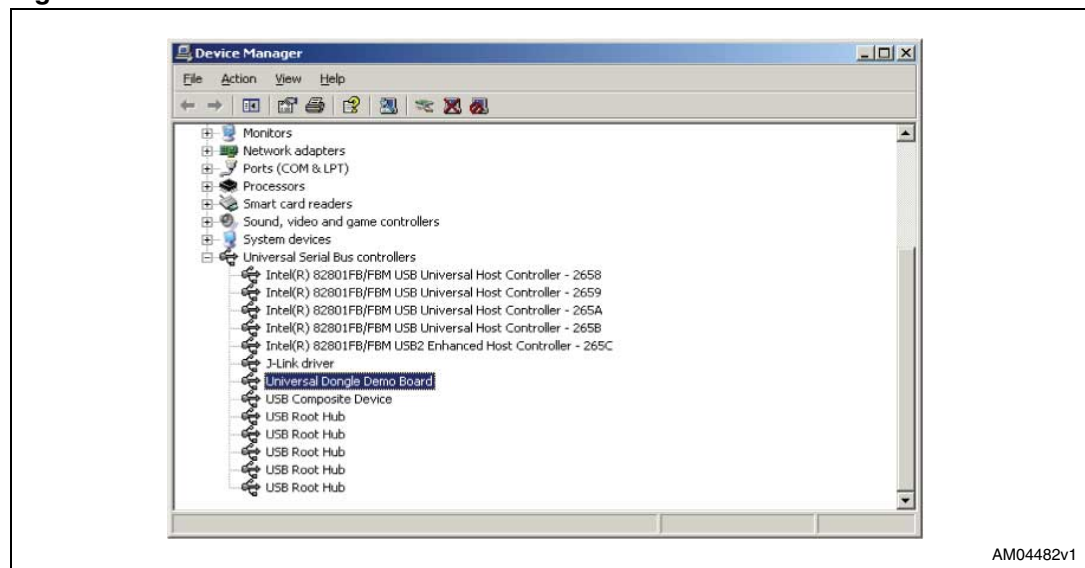 Device Manager
File Action View Help
Monitors
Network adapters
Ports (COM & LPT)
Processors
Smart card readers
Sound, video and game controllers
System devices
Universal Serial Bus controllers
Intel(R) 82801FB/FBM USB Universal Host Controller - 2658
Intel(R) 82801FB/FBM USB Universal Host Controller - 2659
Intel(R) 82801FB/FBM USB Universal Host Controller - 265A
Intel(R) 82801FB/FBM USB Universal Host Controller - 265B
Intel(R) 82801FB/FBM USB2 Enhanced Host Controller - 265C
J-Link driver
Universal Dongle Demo Board
USB Composite Device
USB Root Hub
USB Root Hub
USB Root Hub
USB Root Hub
USB Root Hub
AM04482v1